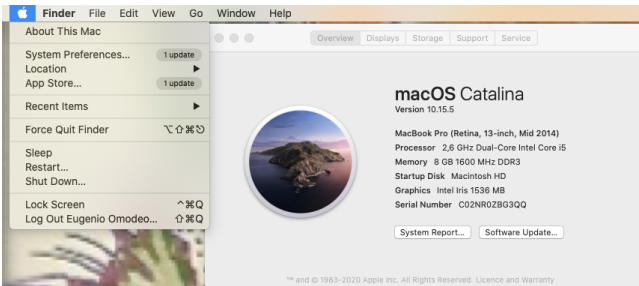 Finder File Edit View Go Window Help
About This Mac
System Preferences... 1 update
Location
App Store... 1 update
Recent Items
Force Quit Finder ⌥⇧⌘⎋
Sleep
Restart...
Shut Down...
Lock Screen ^⌘Q
Log Out Eugenio Omodeo... ⇧⌘Q
Overview Displays Storage Support Service
macOS Catalina
Version 10.15.5
MacBook Pro (Retina, 13-inch, Mid 2014)
Processor 2,6 GHz Dual-Core Intel Core i5
Memory 8 GB 1600 MHz DDR3
Startup Disk Macintosh HD
Graphics Intel Iris 1536 MB
Serial Number C02NR0ZBG3QQ
System Report... Software Update...
™ and © 1983-2020 Apple Inc. All Rights Reserved. Licence and Warranty